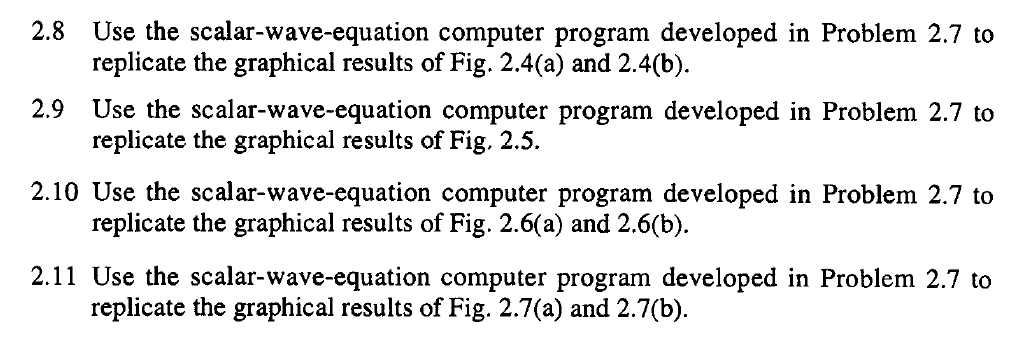 2.8 Use the scalar-wave-equation computer program developed in Problem 2.7 to
replicate the graphical results of Fig. 2.4(a) and 2.4(b).
2.9 Use the scalar-wave-equation computer program developed in Problem 2.7 to
replicate the graphical results of Fig. 2.5.
2.10 Use the scalar-wave-equation computer program developed in Problem 2.7 to
replicate the graphical results of Fig. 2.6(a) and 2.6(b).
2.11 Use the scalar-wave-equation computer program developed in Problem 2.7 to
replicate the graphical results of Fig. 2.7(a) and 2.7(b).